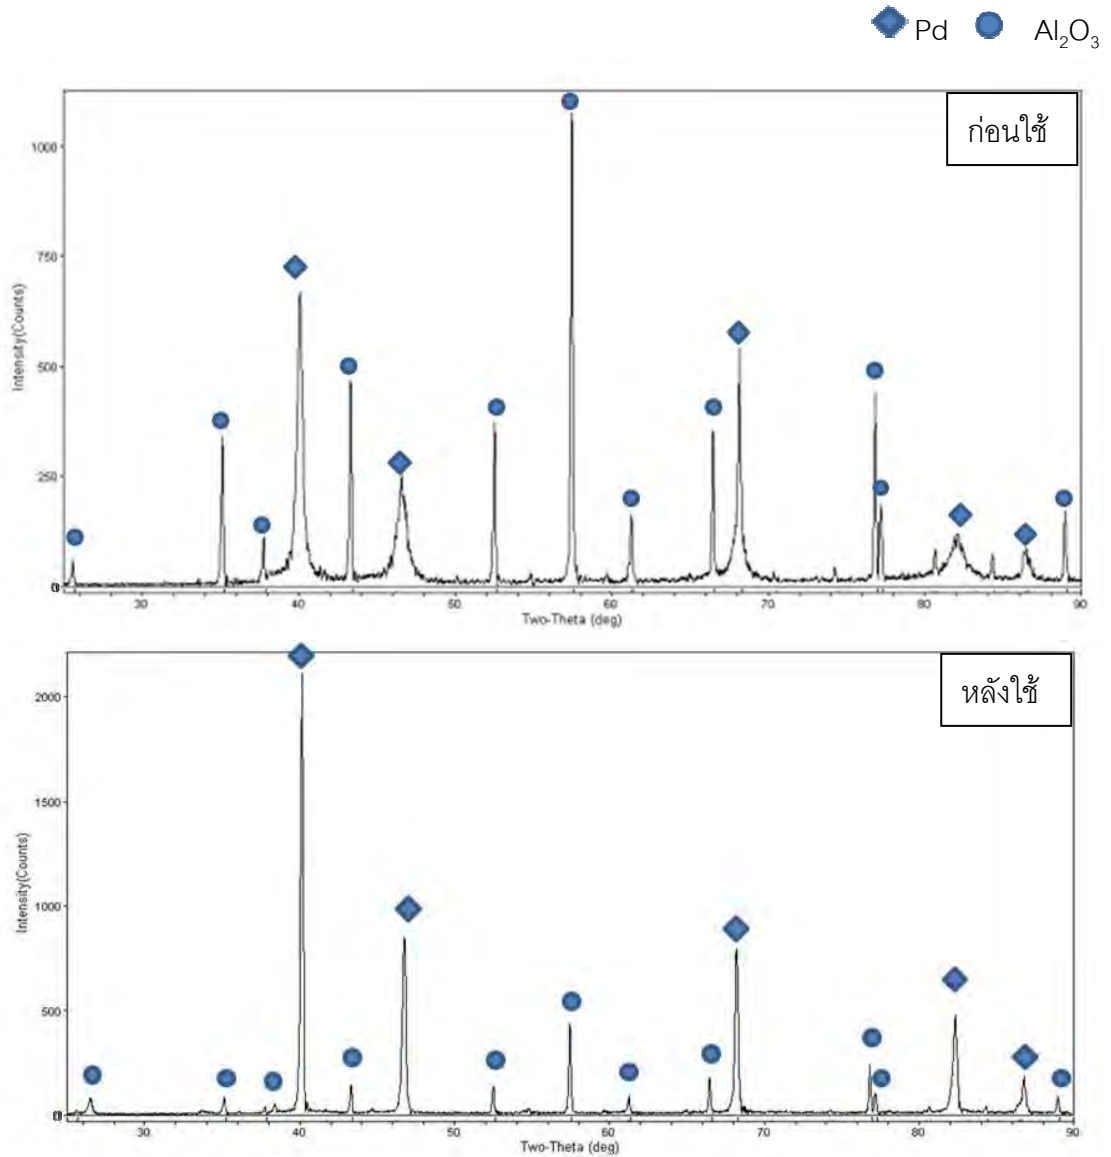 Pd Al₂O₃
ก่อนใช้
1000
750
500
250
0
Intensity(Counts)
30 40 50 60 70 80 90
Two-Theta (deg)
หลังใช้
2000
1500
1000
500
0
Intensity(Counts)
30 40 50 60 70 80 90
Two-Theta (deg)